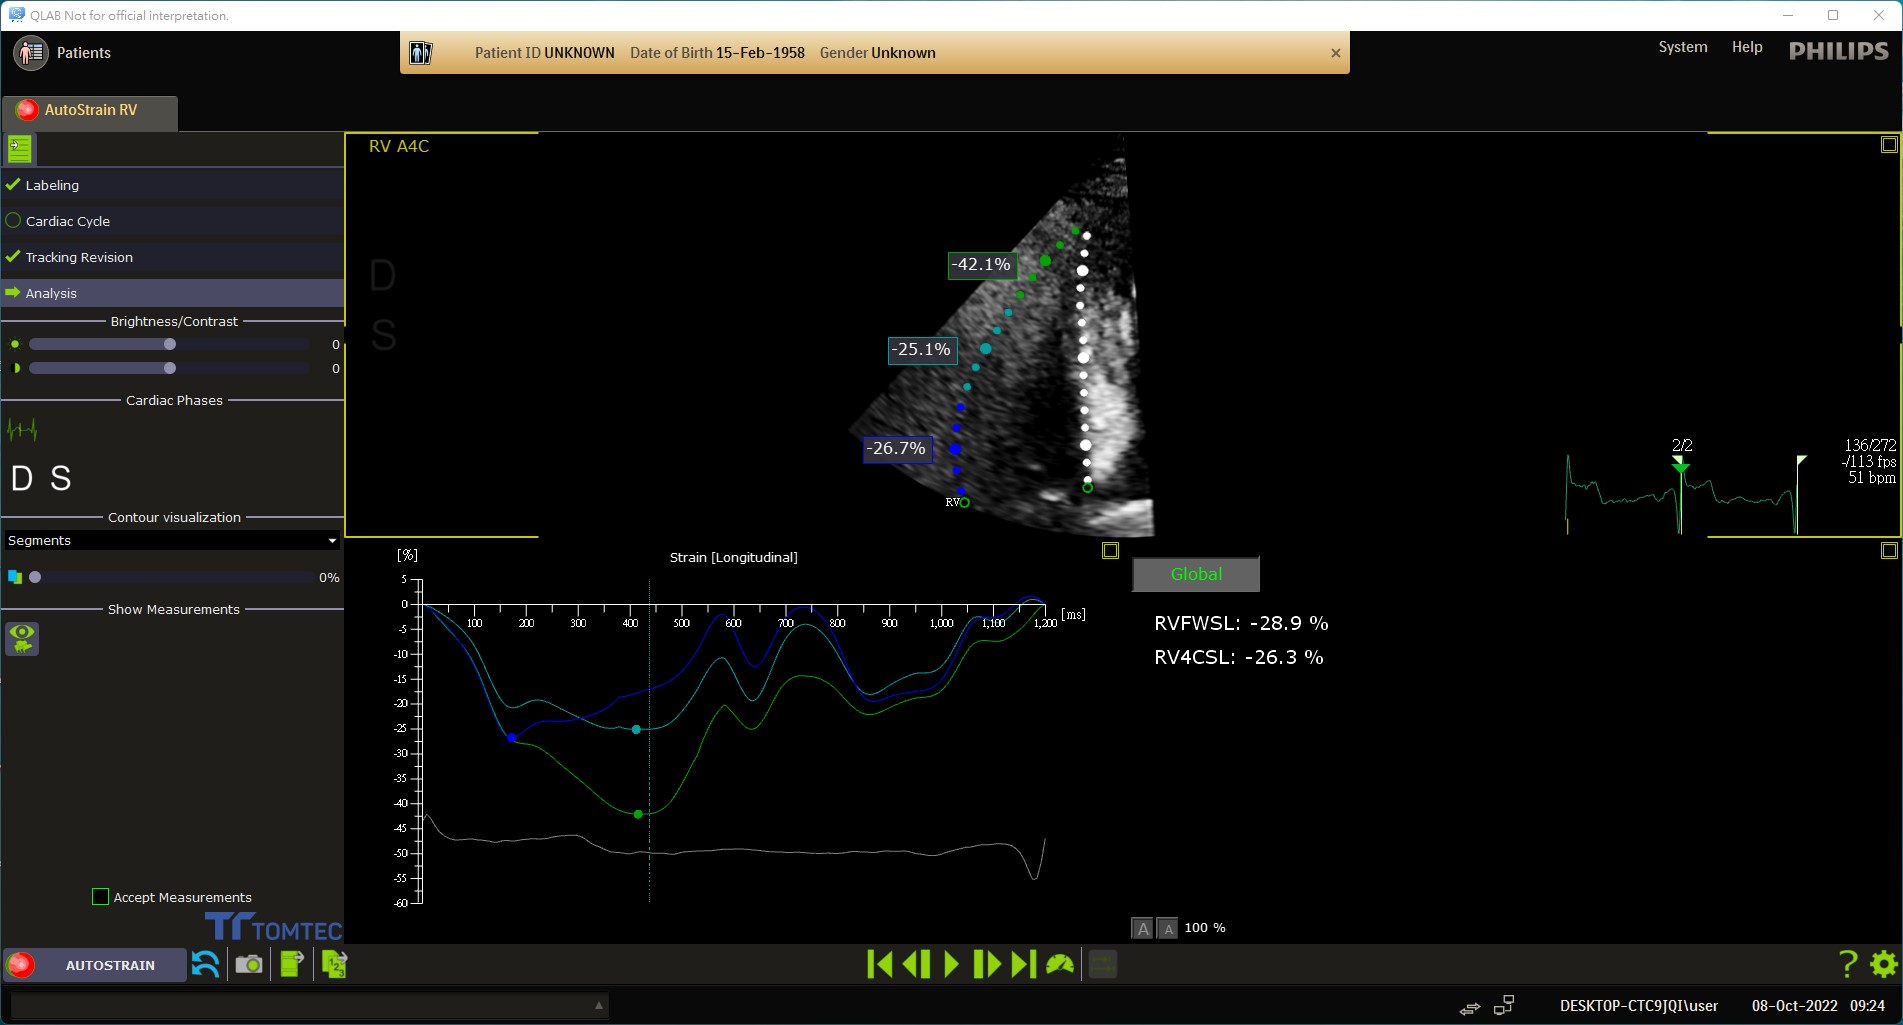 QLAB Not for official interpretation.
Patients
Patient ID UNKNOWN Date of Birth 15-Feb-1958 Gender Unknown
System Help PHILIPS
AutoStrain RV
Labeling
Cardiac Cycle
Tracking Revision
Analysis
Brightness/Contrast
0
0
Cardiac Phases
D S
Contour visualization
Segments
0%
Show Measurements
Accept Measurements
TOMTEC
RV A4C
D
S
-42.1%
-25.1%
-26.7%
RV
2/2
136/272
-/113 fps
51 bpm
[%]
Strain [Longitudinal]
5
0
-5
-10
-15
-20
-25
-30
-35
-40
-45
-50
-55
-60
100 200 300 400 500 600 700 800 900 1,000 1,100 1,200 [ms]
Global
RVFWSL: -28.9 %
RV4CSL: -26.3 %
A A 100 %
AUTOSTRAIN
123
?
DESKTOP-CTC9JQI\user 08-Oct-2022 09:24